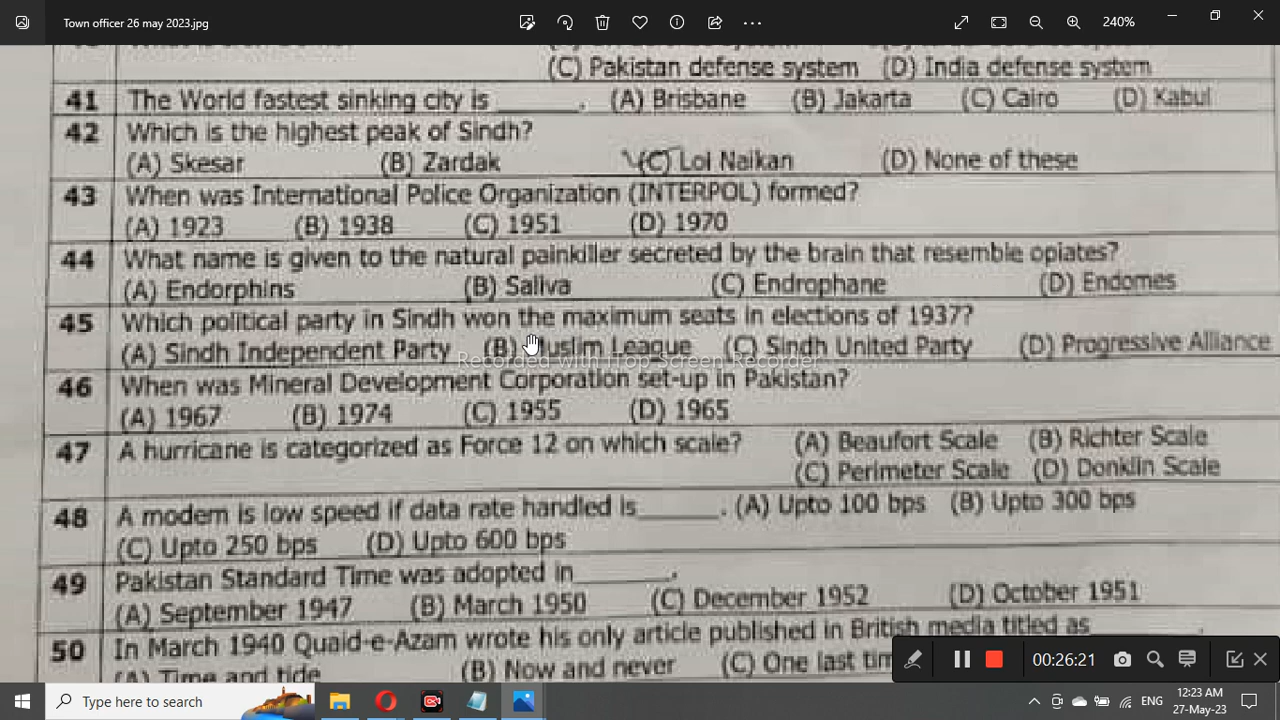 Town officer 26 may 2023.jpg
240%
(C) Pakistan defense system (D) India defense system
41 The World fastest sinking city is ______. (A) Brisbane (B) Jakarta (C) Cairo (D) Kabul
42 Which is the highest peak of Sindh?
(A) Skesar (B) Zardak (C) Loi Naikan (D) None of these
43 When was International Police Organization (INTERPOL) formed?
(A) 1923 (B) 1938 (C) 1951 (D) 1970
44 What name is given to the natural painkiller secreted by the brain that resemble opiates?
(A) Endorphins (B) Saliva (C) Endrophane (D) Endomes
45 Which political party in Sindh won the maximum seats in elections of 1937?
(A) Sindh Independent Party (B) Muslim League (C) Sindh United Party (D) Progressive Alliance
Recorded with iTop Screen Recorder
46 When was Mineral Development Corporation set-up in Pakistan?
(A) 1967 (B) 1974 (C) 1955 (D) 1965
47 A hurricane is categorized as Force 12 on which scale? (A) Beaufort Scale (B) Richter Scale
(C) Perimeter Scale (D) Donklin Scale
48 A modem is low speed if data rate handled is______. (A) Upto 100 bps (B) Upto 300 bps
(C) Upto 250 bps (D) Upto 600 bps
49 Pakistan Standard Time was adopted in______.
(A) September 1947 (B) March 1950 (C) December 1952 (D) October 1951
50 In March 1940 Quaid-e-Azam wrote his only article published in British media titled as______.
(A) Time and tide (B) Now and never (C) One last
00:26:21
Type here to search
ENG
12:23 AM
27-May-23